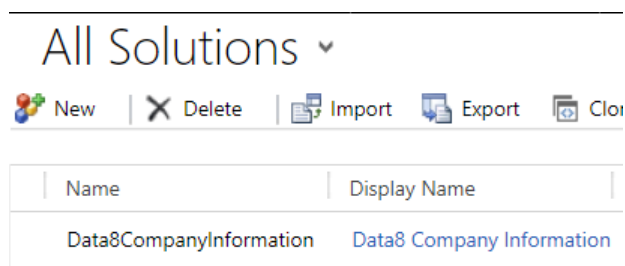 All Solutions
New Delete Import Export
Name Display Name
Data8CompanyInformation Data8 Company Information